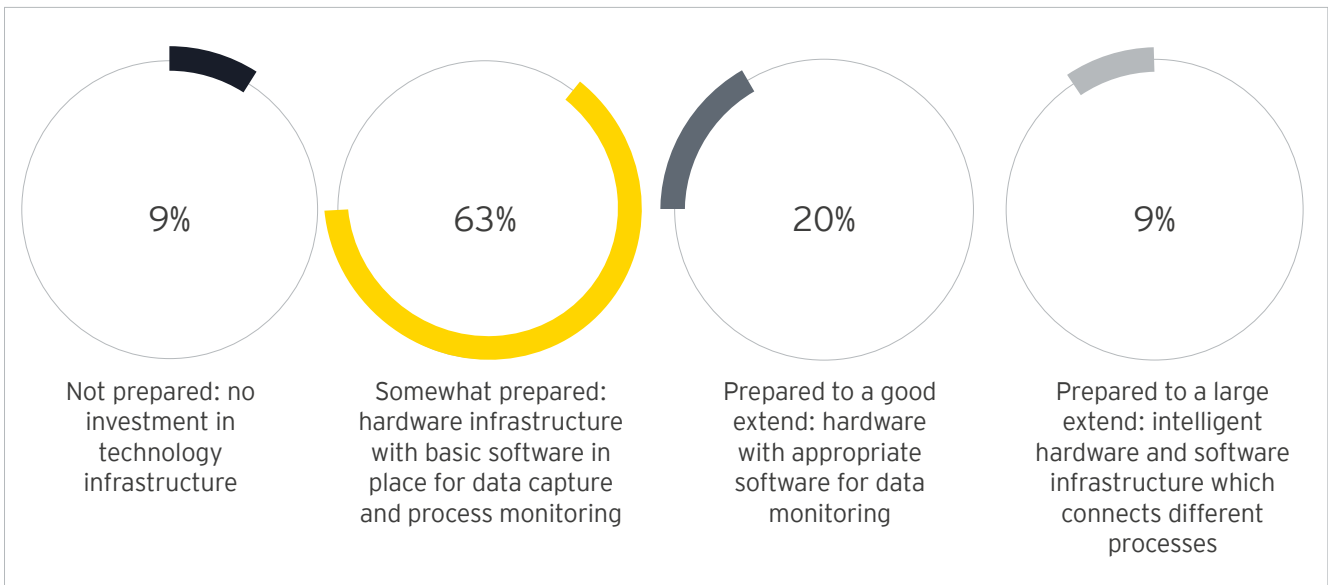 9%
63%
20%
9%
Not prepared: no
investment in
technology
infrastructure
Somewhat prepared:
hardware infrastructure
with basic software in
place for data capture
and process monitoring
Prepared to a good
extend: hardware
with appropriate
software for data
monitoring
Prepared to a large
extend: intelligent
hardware and software
infrastructure which
connects different
processes